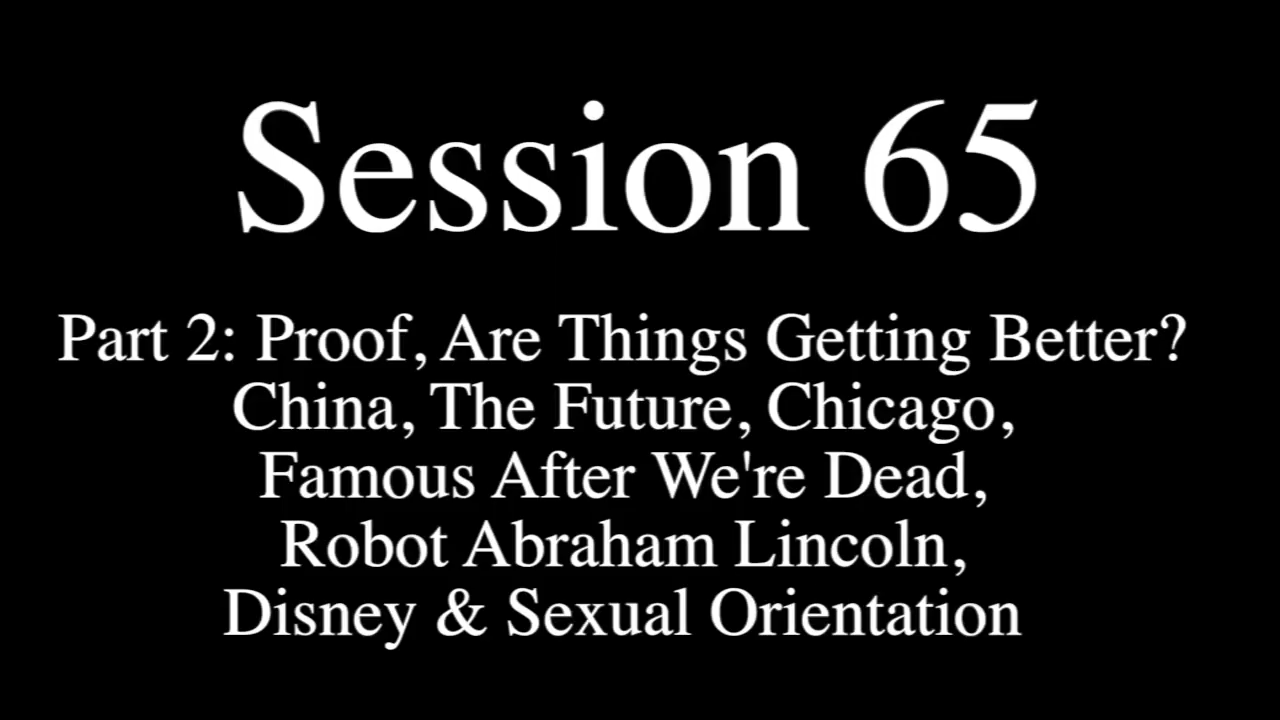 Session 65
Part 2: Proof, Are Things Getting Better?
China, The Future, Chicago,
Famous After We're Dead,
Robot Abraham Lincoln,
Disney & Sexual Orientation